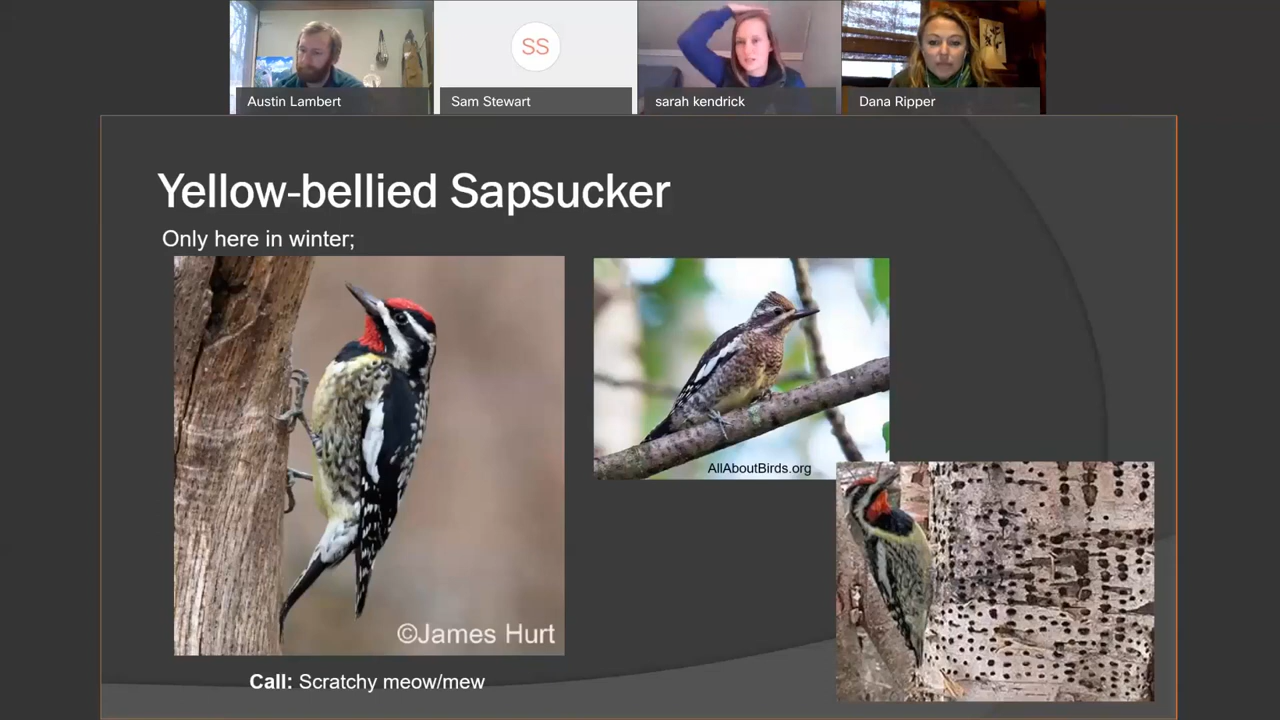 SS
Austin Lambert
Sam Stewart
sarah kendrick
Dana Ripper
Yellow-bellied Sapsucker
Only here in winter;
AllAboutBirds.org
©James Hurt
Call: Scratchy meow/mew